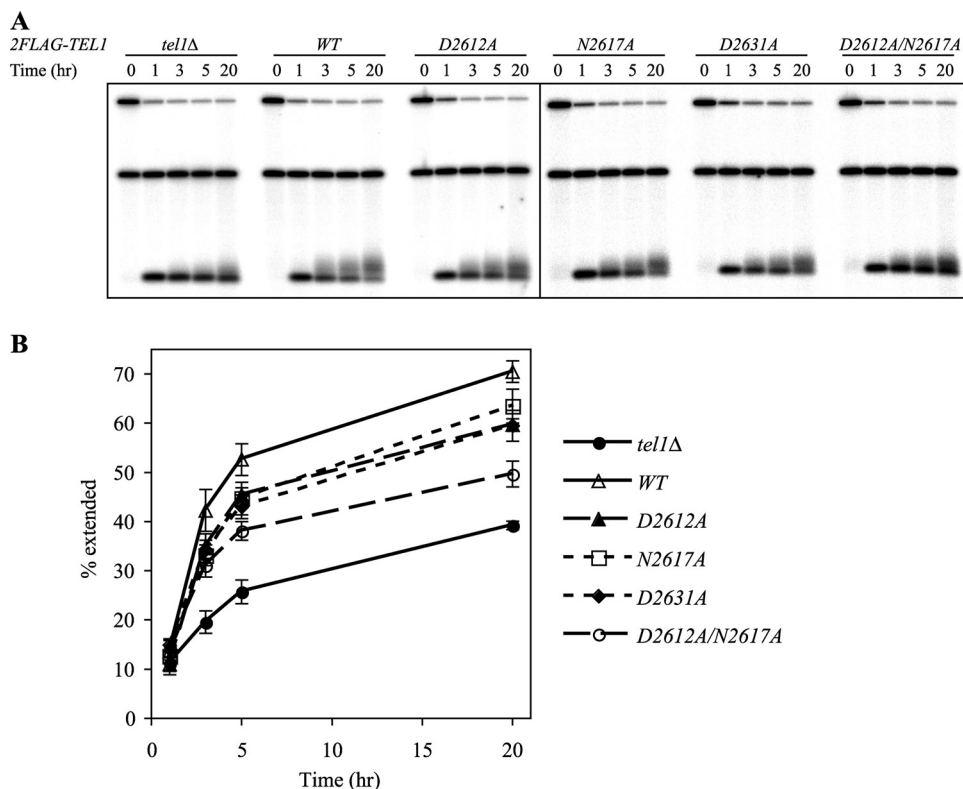 A
2FLAG-TEL1 tel1Δ WT D2612A N2617A D2631A D2612A/N2617A
Time (hr) 0 1 3 5 20 0 1 3 5 20 0 1 3 5 20 0 1 3 5 20 0 1 3 5 20 0 1 3 5 20
B
% extended
70
60
50
40
30
20
10
0
0 5 10 15 20
Time (hr)
tel1Δ
WT
D2612A
N2617A
D2631A
D2612A/N2617A